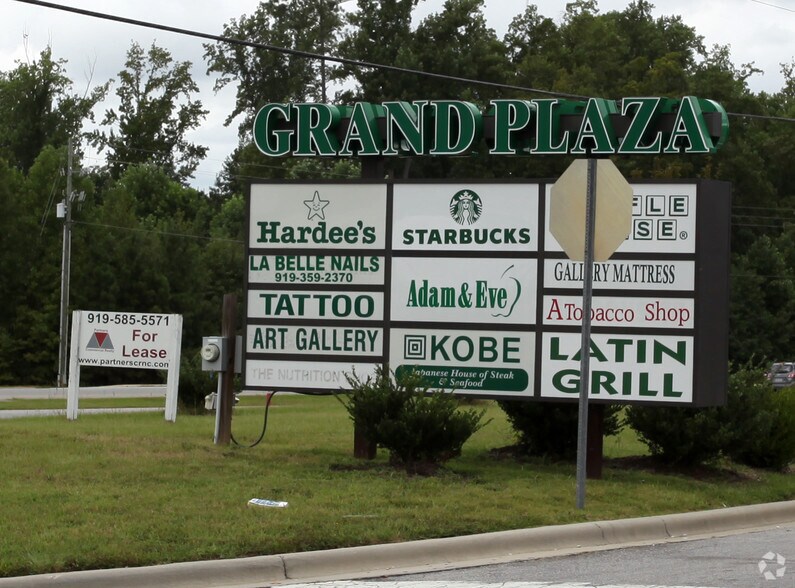 GRAND PLAZA
Hardee's
LA BELLE NAILS
919-359-2370
TATTOO
ART GALLERY
THE NUTRITION
STARBUCKS
Adam & Eve
KOBE
Japanese House
of Steak & Seafood
GALLERY MATTRESS
A TOBACCO SHOP
LATIN
GRILL
919-585-5571
For
Lease
www.partnerscrnc.com